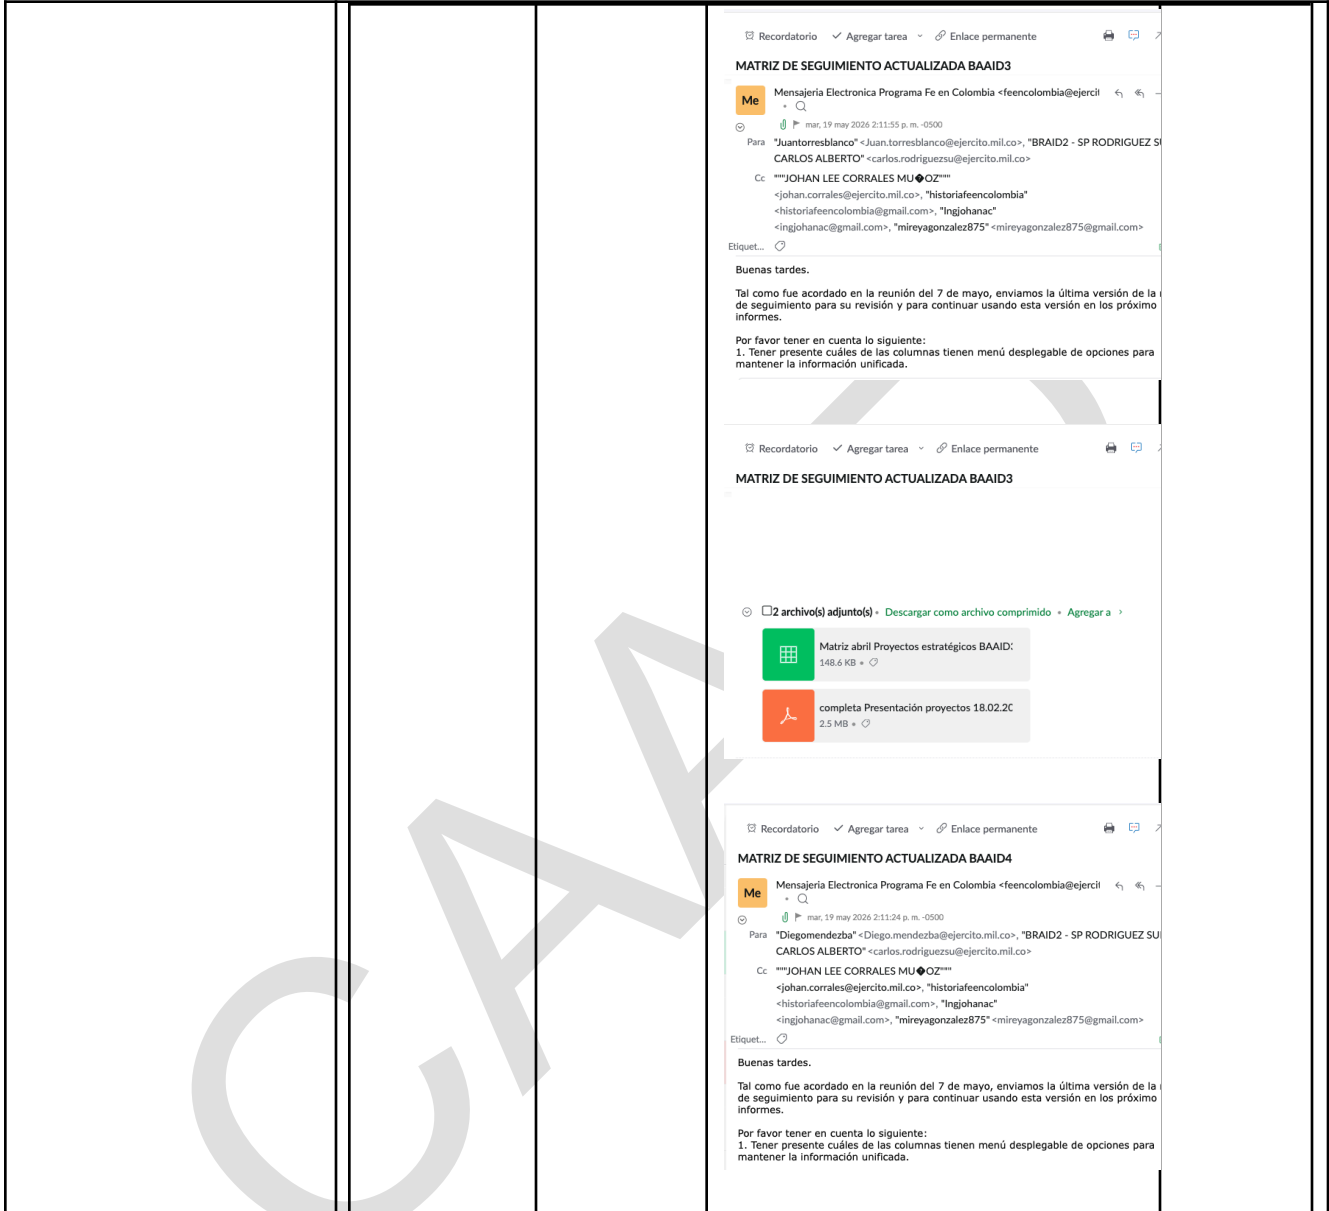 Recordatorio Agregar tarea Enlace permanente
MATRIZ DE SEGUIMIENTO ACTUALIZADA BAAID3
Me
Mensajeria Electronica Programa Fe en Colombia <feencolombia@ejercit
mar, 19 may 2026 2:11:55 p. m. -0500
Para "Juantorresblanco" <Juan.torresblanco@ejercito.mil.co>, "BRAID2 - SP RODRIGUEZ SU
CARLOS ALBERTO" <carlos.rodriguezsu@ejercito.mil.co>
Cc """JOHAN LEE CORRALES MU�OZ"""
<johan.corrales@ejercito.mil.co>, "historiafeencolombia"
<historiafeencolombia@gmail.com>, "Ingjohanac"
<ingjohanac@gmail.com>, "mireyagonzalez875" <mireyagonzalez875@gmail.com>
Etiquet...
Buenas tardes.
Tal como fue acordado en la reunión del 7 de mayo, enviamos la última versión de la
de seguimiento para su revisión y para continuar usando esta versión en los próximo
informes.
Por favor tener en cuenta lo siguiente:
1. Tener presente cuáles de las columnas tienen menú desplegable de opciones para
mantener la información unificada.
Recordatorio Agregar tarea Enlace permanente
MATRIZ DE SEGUIMIENTO ACTUALIZADA BAAID3
2 archivo(s) adjunto(s) • Descargar como archivo comprimido • Agregar a
Matriz abril Proyectos estratégicos BAAID
148.6 KB •
completa Presentación proyectos 18.02.20
2.5 MB •
Recordatorio Agregar tarea Enlace permanente
MATRIZ DE SEGUIMIENTO ACTUALIZADA BAAID4
Me
Mensajeria Electronica Programa Fe en Colombia <feencolombia@ejercit
mar, 19 may 2026 2:11:24 p. m. -0500
Para "Diegomendezba" <Diego.mendezba@ejercito.mil.co>, "BRAID2 - SP RODRIGUEZ SU
CARLOS ALBERTO" <carlos.rodriguezsu@ejercito.mil.co>
Cc """JOHAN LEE CORRALES MU�OZ"""
<johan.corrales@ejercito.mil.co>, "historiafeencolombia"
<historiafeencolombia@gmail.com>, "Ingjohanac"
<ingjohanac@gmail.com>, "mireyagonzalez875" <mireyagonzalez875@gmail.com>
Etiquet...
Buenas tardes.
Tal como fue acordado en la reunión del 7 de mayo, enviamos la última versión de la
de seguimiento para su revisión y para continuar usando esta versión en los próximo
informes.
Por favor tener en cuenta lo siguiente:
1. Tener presente cuáles de las columnas tienen menú desplegable de opciones para
mantener la información unificada.